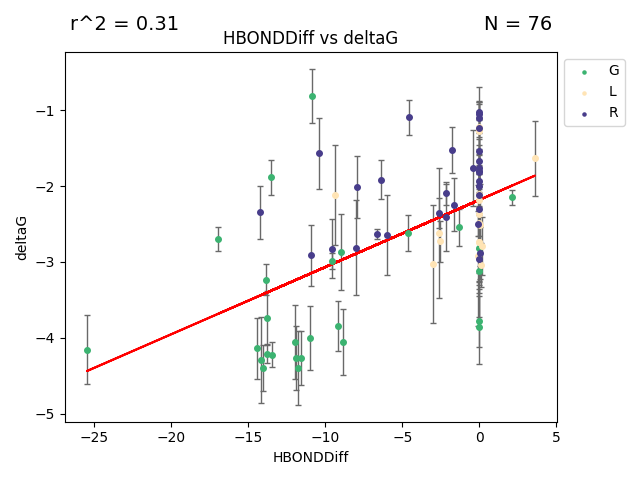 r^2 = 0.31
N = 76
HBONDDiff vs deltaG
G
L
R
−1
−2
−3
−4
−5
deltaG
−25
−20
−15
−10
−5
0
5
HBONDDiff